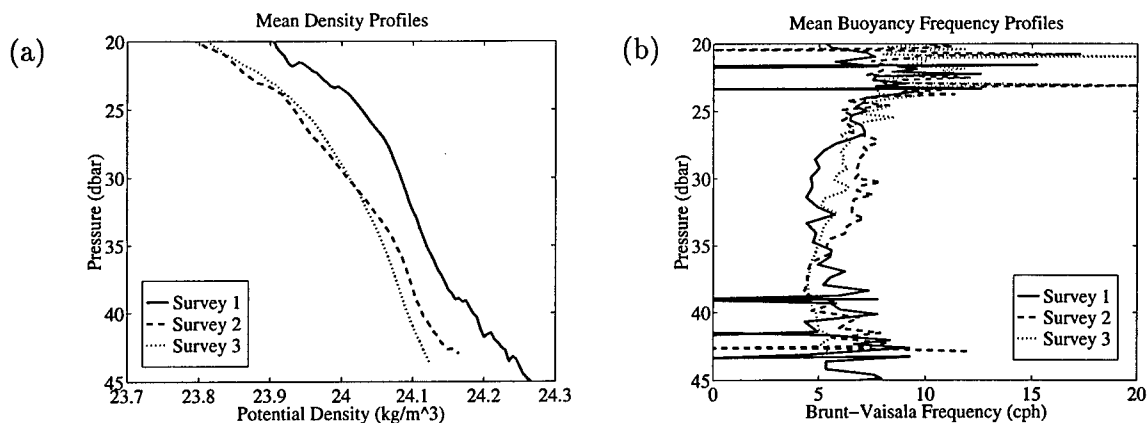 (a)
Mean Density Profiles
20
25
30
35
40
45
Pressure (dbar)
Survey 1
Survey 2
Survey 3
23.7 23.8 23.9 24 24.1 24.2 24.3
Potential Density (kg/m^3)
(b)
Mean Buoyancy Frequency Profiles
20
25
30
35
40
45
Pressure (dbar)
Survey 1
Survey 2
Survey 3
0 5 10 15 20
Brunt-Vaisala Frequency (cph)